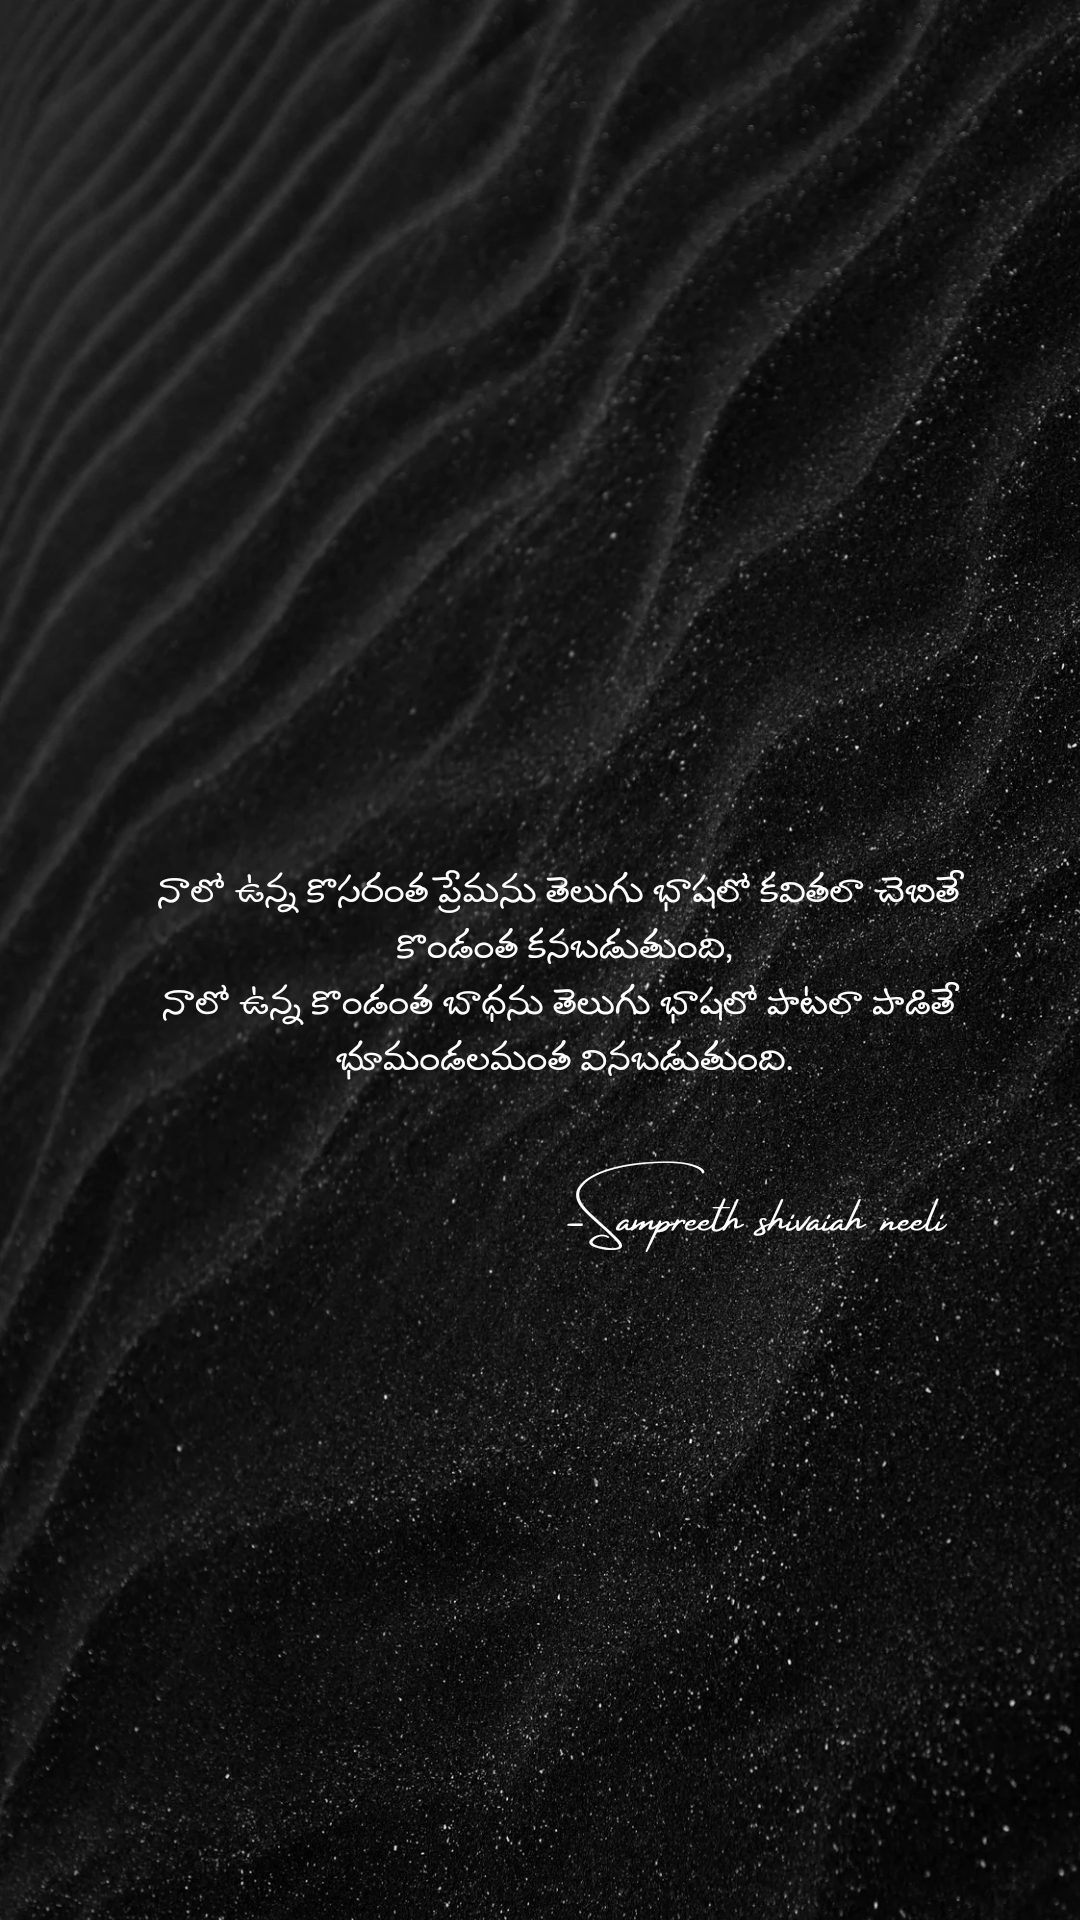 నాలో ఉన్న కొసరంత ప్రేమను తెలుగు భాషలో కవితలా చెబితే
కొండంత కనబడుతుంది,
నాలో ఉన్న కొండంత బాధను తెలుగు భాషలో పాటలా పాడితే
భూమండలమంత వినబడుతుంది.
-Sampreeth shivaiah neeli